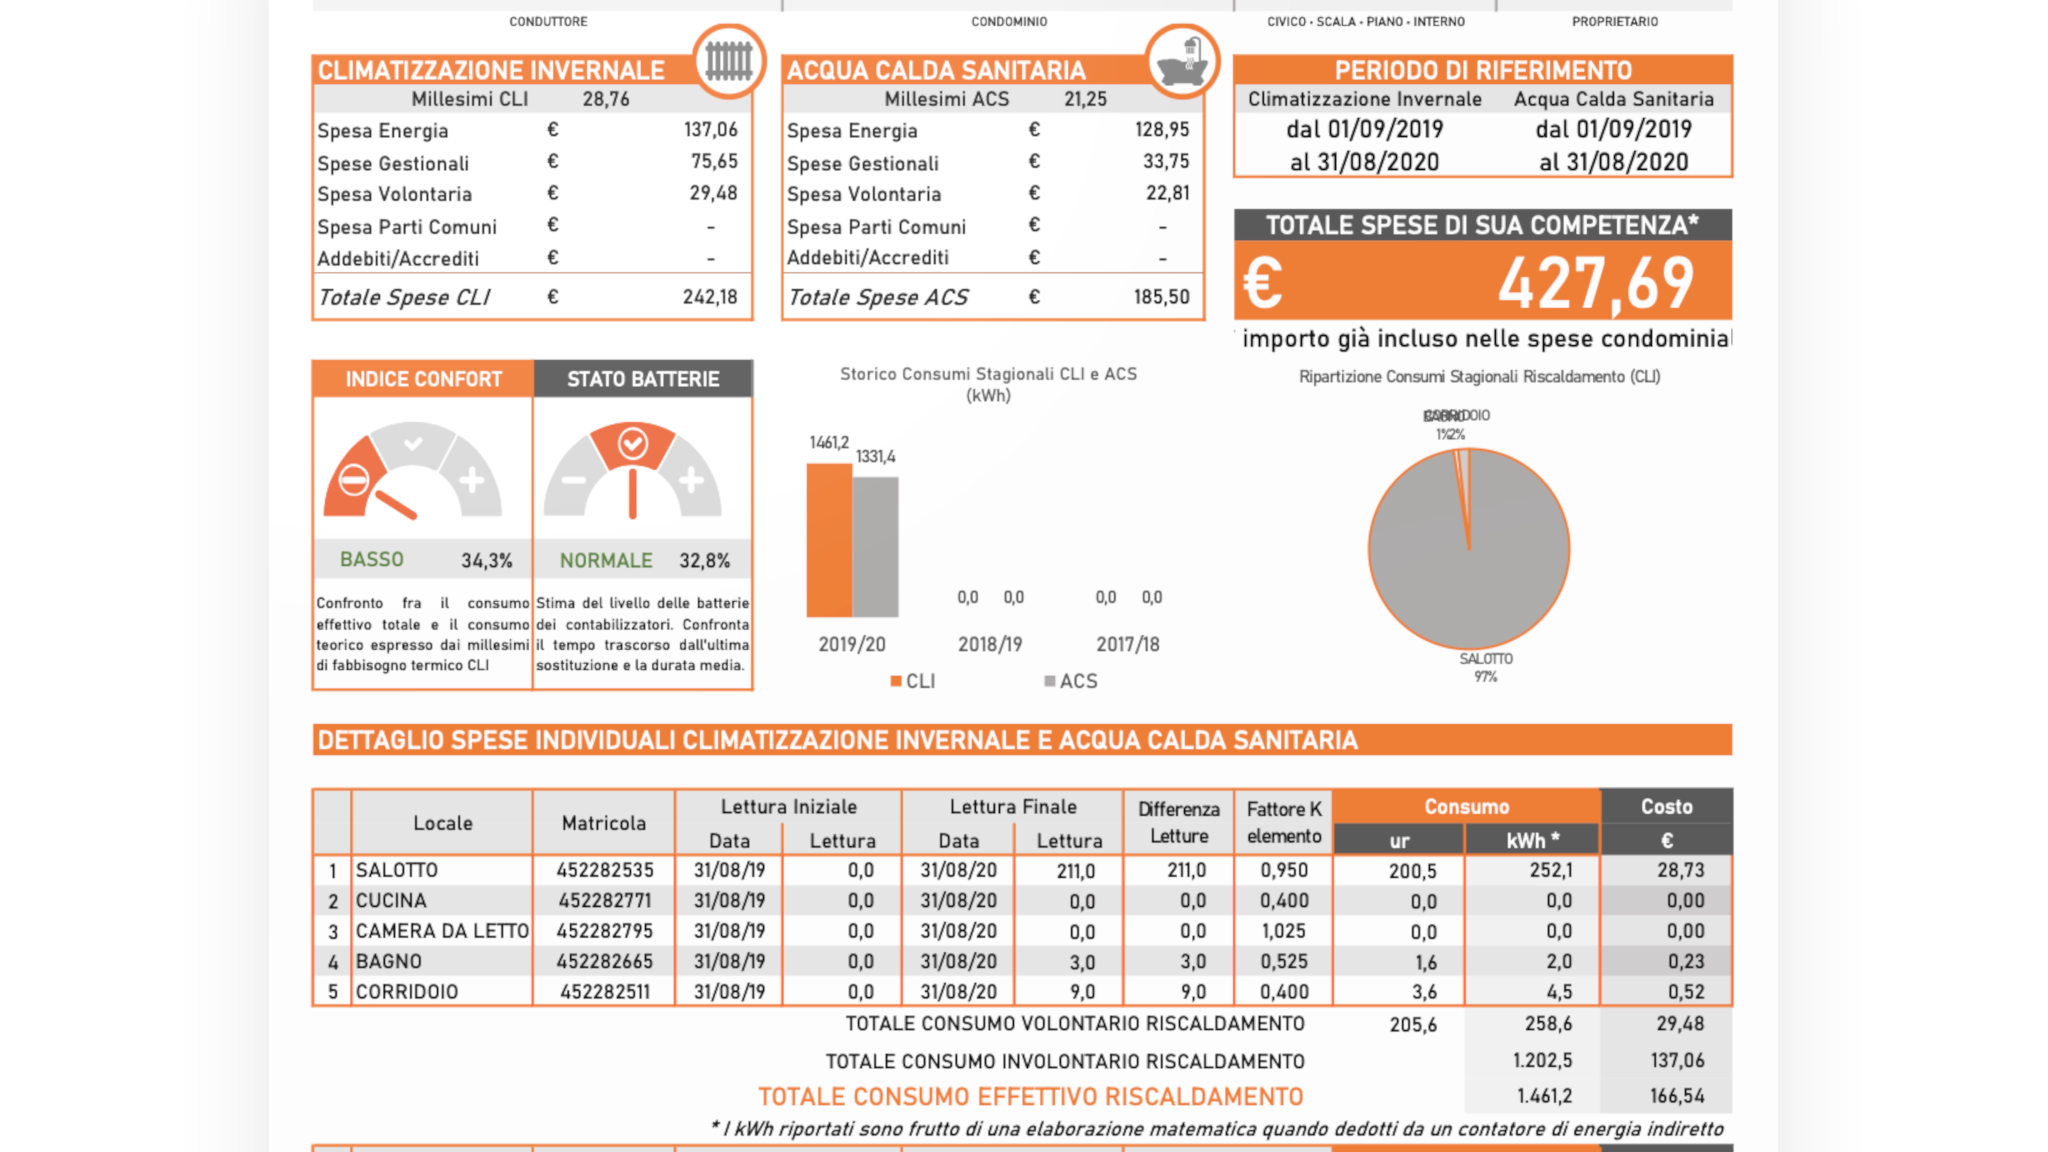 CONDUTTORE CONDOMINIO CIVICO - SCALA - PIANO - INTERNO PROPRIETARIO
CLIMATIZZAZIONE INVERNALE
Millesimi CLI 28,76
Spesa Energia € 137,06
Spese Gestionali € 75,65
Spesa Volontaria € 29,48
Spesa Parti Comuni € -
Addebiti/Accrediti € -
Totale Spese CLI € 242,18
ACQUA CALDA SANITARIA
Millesimi ACS 21,25
Spesa Energia € 128,95
Spese Gestionali € 33,75
Spesa Volontaria € 22,81
Spesa Parti Comuni € -
Addebiti/Accrediti € -
Totale Spese ACS € 185,50
PERIODO DI RIFERIMENTO
Climatizzazione Invernale Acqua Calda Sanitaria
dal 01/09/2019 dal 01/09/2019
al 31/08/2020 al 31/08/2020
TOTALE SPESE DI SUA COMPETENZA*
€ 427,69
importo già incluso nelle spese condominial
INDICE CONFORT
BASSO 34,3%
Confronto fra il consumo
effettivo totale e il consumo
teorico espresso dai millesimi
di fabbisogno termico CLI
STATO BATTERIE
NORMALE 32,8%
Stima del livello delle batterie
dei contabilizzatori. Confronta
il tempo trascorso dall'ultima
sostituzione e la durata media.
Storico Consumi Stagionali CLI e ACS
(kWh)
1461,2
1331,4
0,0 0,0 0,0 0,0
2019/20 2018/19 2017/18
CLI ACS
Ripartizione Consumi Stagionali Riscaldamento (CLI)
BAGNO CORRIDOIO
1% 2%
SALOTTO
97%
DETTAGLIO SPESE INDIVIDUALI CLIMATIZZAZIONE INVERNALE E ACQUA CALDA SANITARIA
Locale Matricola Lettura Iniziale Lettura Finale Differenza Letture Fattore K elemento Consumo Costo
Data Lettura Data Lettura ur kWh * €
1 SALOTTO 452282535 31/08/19 0,0 31/08/20 211,0 211,0 0,950 200,5 252,1 28,73
2 CUCINA 452282771 31/08/19 0,0 31/08/20 0,0 0,0 0,400 0,0 0,0 0,00
3 CAMERA DA LETTO 452282795 31/08/19 0,0 31/08/20 0,0 0,0 1,025 0,0 0,0 0,00
4 BAGNO 452282665 31/08/19 0,0 31/08/20 3,0 3,0 0,525 1,6 2,0 0,23
5 CORRIDOIO 452282511 31/08/19 0,0 31/08/20 9,0 9,0 0,400 3,6 4,5 0,52
TOTALE CONSUMO VOLONTARIO RISCALDAMENTO 205,6 258,6 29,48
TOTALE CONSUMO INVOLONTARIO RISCALDAMENTO 1.202,5 137,06
TOTALE CONSUMO EFFETTIVO RISCALDAMENTO 1.461,2 166,54
* I kWh riportati sono frutto di una elaborazione matematica quando dedotti da un contatore di energia indiretto